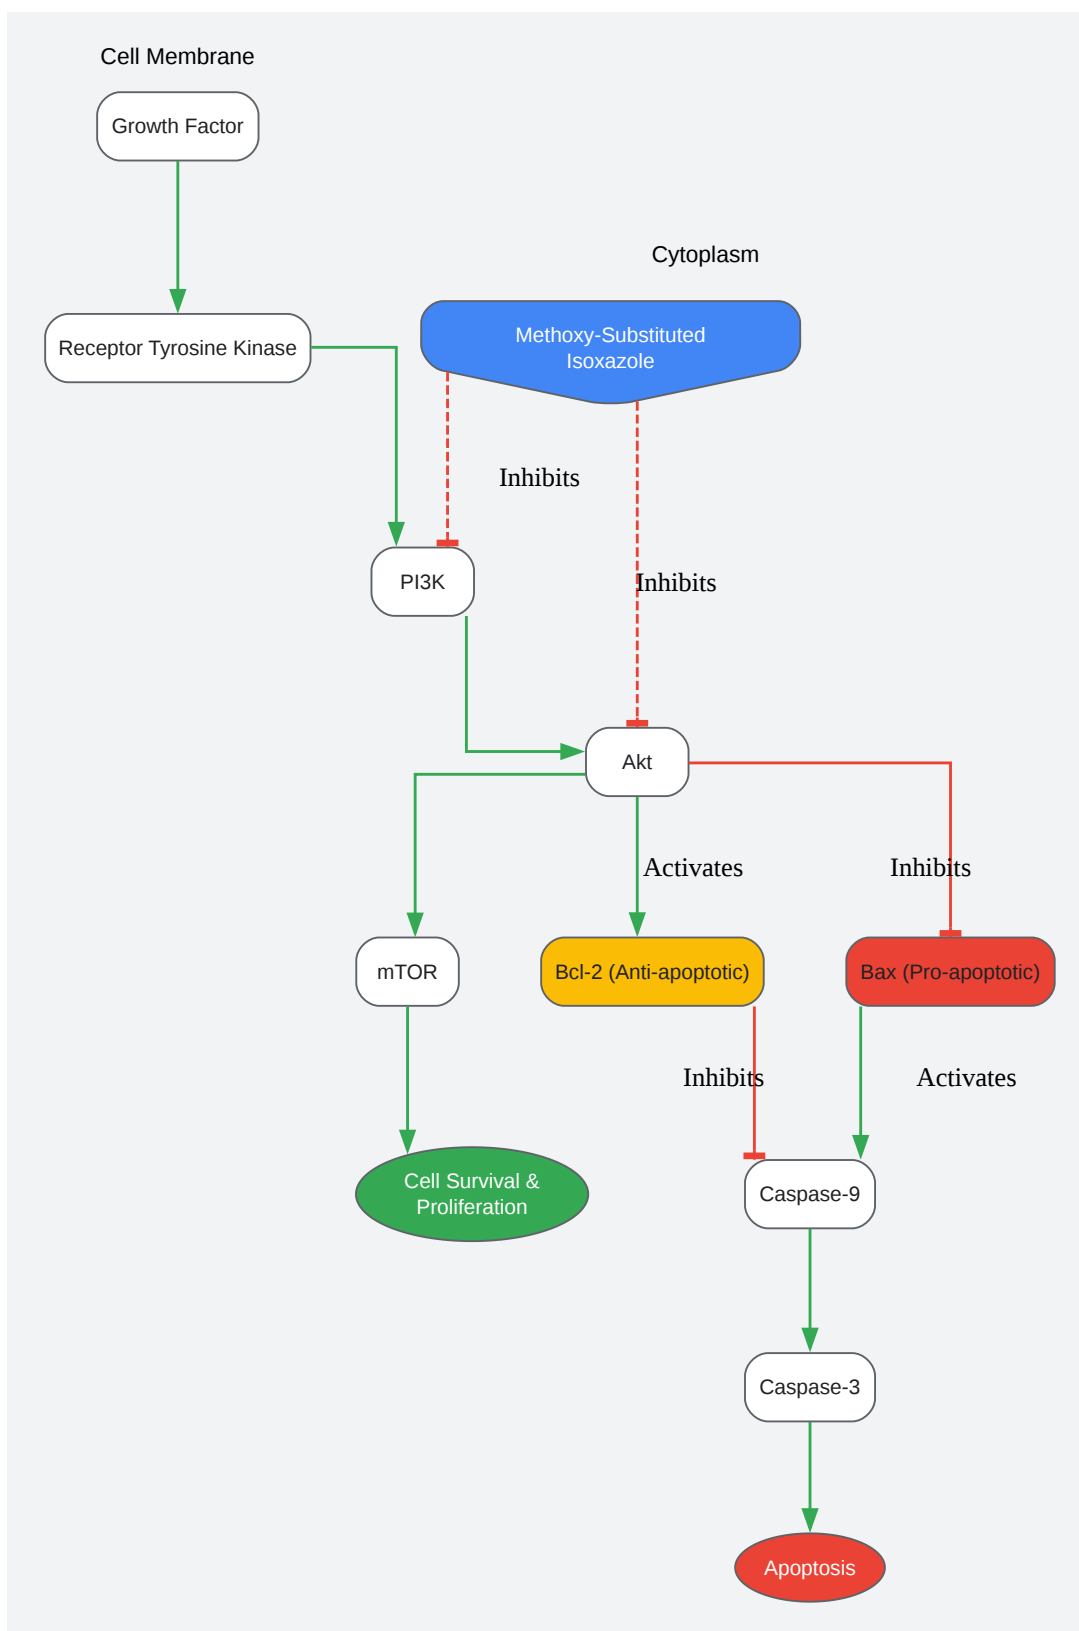 Cell Membrane
Growth Factor
Cytoplasm
Receptor Tyrosine Kinase
Methoxy-Substituted
Isoxazole
Inhibits
PI3K
Inhibits
Akt
Activates
Inhibits
mTOR
Bcl-2 (Anti-apoptotic)
Bax (Pro-apoptotic)
Inhibits
Activates
Cell Survival &
Proliferation
Caspase-9
Caspase-3
Apoptosis